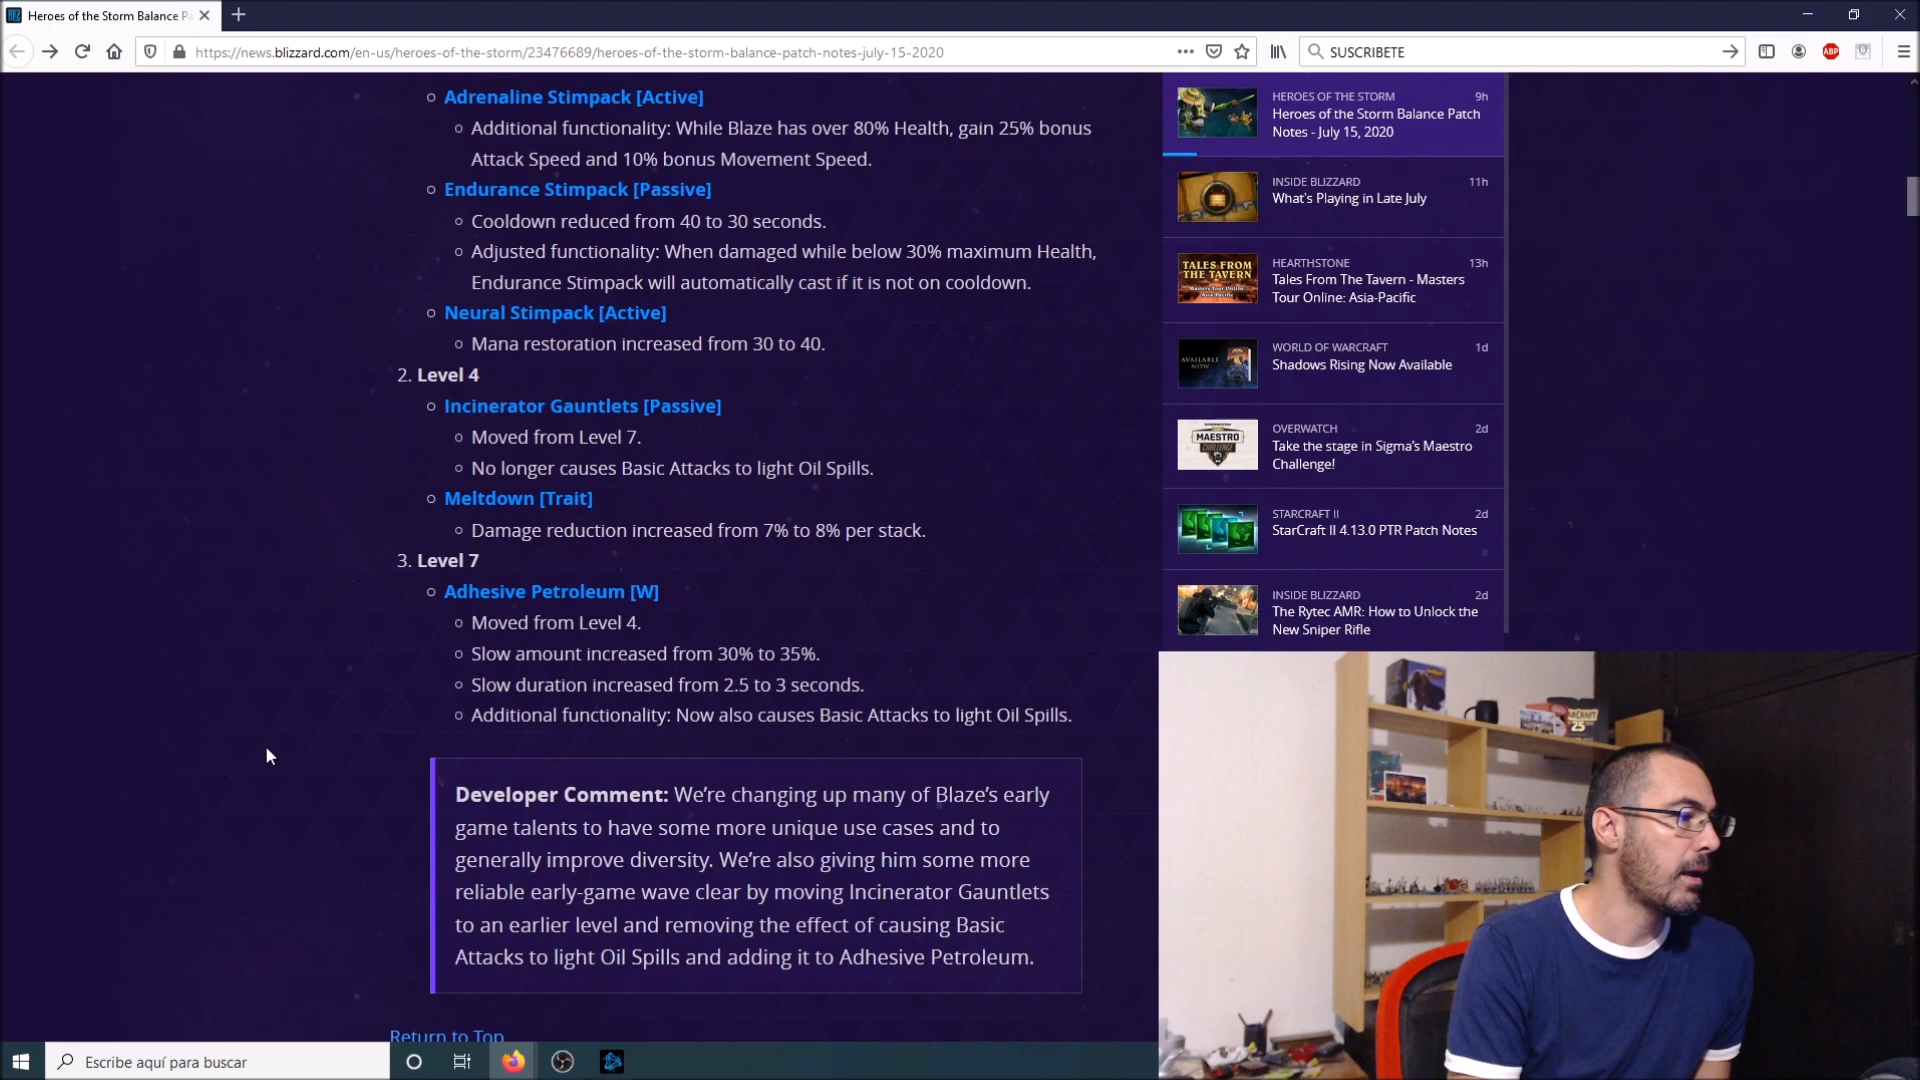 Heroes of the Storm Balance Pa
https://news.blizzard.com/en-us/heroes-of-the-storm/23476689/heroes-of-the-storm-balance-patch-notes-july-15-2020
SUSCRIBETE
ABP
Adrenaline Stimpack [Active]
Additional functionality: While Blaze has over 80% Health, gain 25% bonus
Attack Speed and 10% bonus Movement Speed.
Endurance Stimpack [Passive]
Cooldown reduced from 40 to 30 seconds.
Adjusted functionality: When damaged while below 30% maximum Health,
Endurance Stimpack will automatically cast if it is not on cooldown.
Neural Stimpack [Active]
Mana restoration increased from 30 to 40.
2. Level 4
Incinerator Gauntlets [Passive]
Moved from Level 7.
No longer causes Basic Attacks to light Oil Spills.
Meltdown [Trait]
Damage reduction increased from 7% to 8% per stack.
3. Level 7
Adhesive Petroleum [W]
Moved from Level 4.
Slow amount increased from 30% to 35%.
Slow duration increased from 2.5 to 3 seconds.
Additional functionality: Now also causes Basic Attacks to light Oil Spills.
Developer Comment: We're changing up many of Blaze's early
game talents to have some more unique use cases and to
generally improve diversity. We're also giving him some more
reliable early-game wave clear by moving Incinerator Gauntlets
to an earlier level and removing the effect of causing Basic
Attacks to light Oil Spills and adding it to Adhesive Petroleum.
Return to Top
HEROES OF THE STORM 9h
Heroes of the Storm Balance Patch
Notes - July 15, 2020
INSIDE BLIZZARD 11h
What's Playing in Late July
TALES FROM
THE TAVERN
Masters Tour Online
Asia-Pacific
HEARTHSTONE 13h
Tales From The Tavern - Masters
Tour Online: Asia-Pacific
AVAILABLE
NOW
WORLD OF WARCRAFT 1d
Shadows Rising Now Available
MAESTRO
CHALLENGE
OVERWATCH 2d
Take the stage in Sigma's Maestro
Challenge!
STARCRAFT II 2d
StarCraft II 4.13.0 PTR Patch Notes
INSIDE BLIZZARD 2d
The Rytec AMR: How to Unlock the
New Sniper Rifle
Escribe aquí para buscar